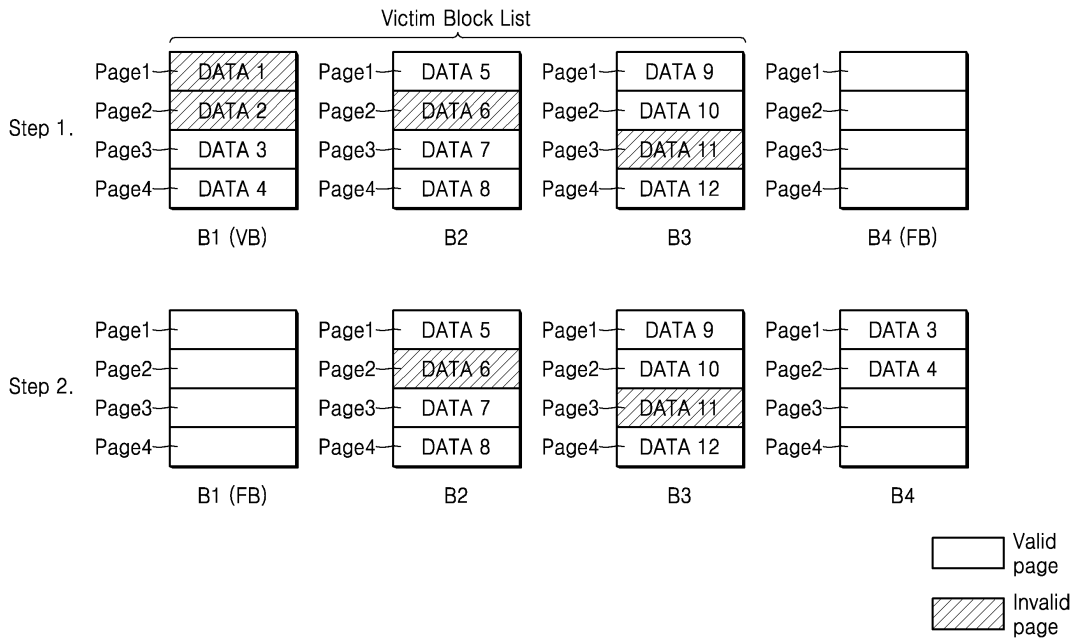 Victim Block List
Step 1.
Page1 DATA 1 Page1 DATA 5 Page1 DATA 9 Page1
Page2 DATA 2 Page2 DATA 6 Page2 DATA 10 Page2
Page3 DATA 3 Page3 DATA 7 Page3 DATA 11 Page3
Page4 DATA 4 Page4 DATA 8 Page4 DATA 12 Page4
B1 (VB) B2 B3 B4 (FB)
Step 2.
Page1 Page1 DATA 5 Page1 DATA 9 Page1 DATA 3
Page2 Page2 DATA 6 Page2 DATA 10 Page2 DATA 4
Page3 Page3 DATA 7 Page3 DATA 11 Page3
Page4 Page4 DATA 8 Page4 DATA 12 Page4
B1 (FB) B2 B3 B4
Valid
page
Invalid
page